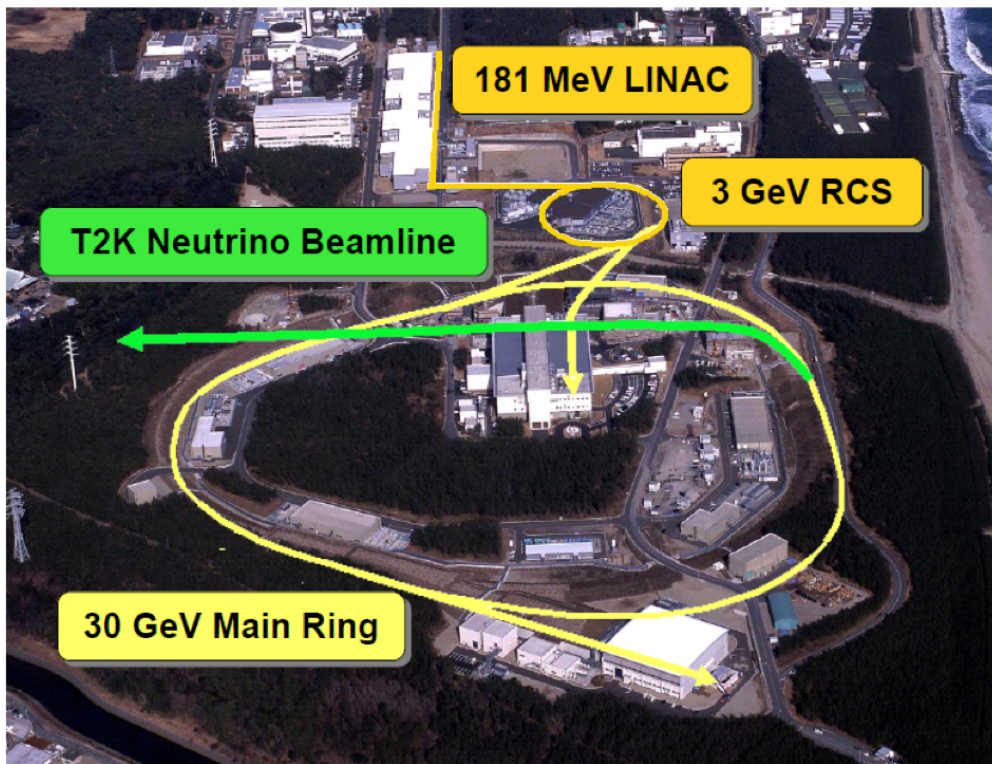 181 MeV LINAC
3 GeV RCS
T2K Neutrino Beamline
30 GeV Main Ring